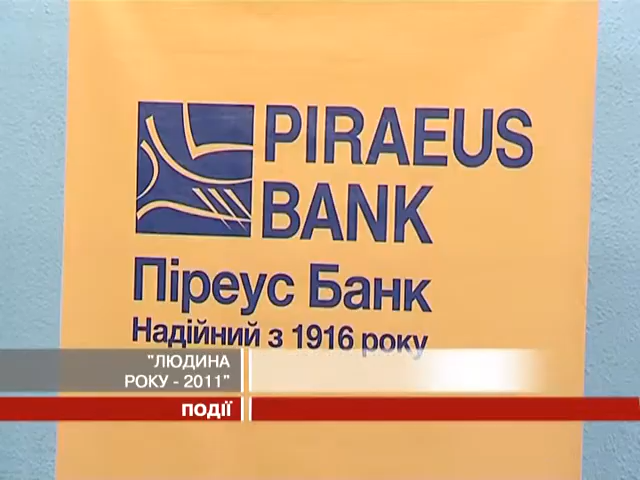 PIRAEUS
BANK
Піреус Банк
Надійний з 1916 року
"ЛЮДИНА
РОКУ - 2011"
ПОДІЇ